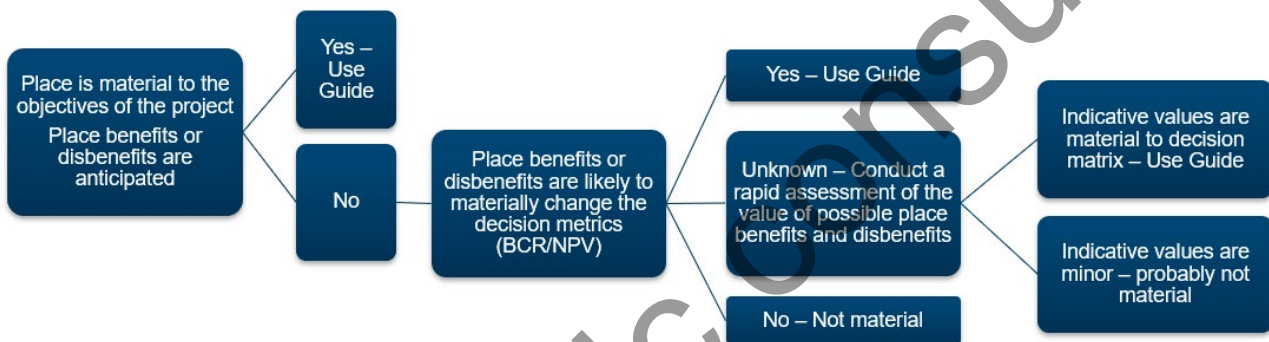 Place is material to the
objectives of the project
Place benefits or
disbenefits are
anticipated
Yes –
Use
Guide
No
Place benefits or
disbenefits are likely to
materially change the
decision metrics
(BCR/NPV)
Yes – Use Guide
Unknown – Conduct a
rapid assessment of the
value of possible place
benefits and disbenefits
No – Not material
Indicative values are
material to decision
matrix – Use Guide
Indicative values are
minor – probably not
material